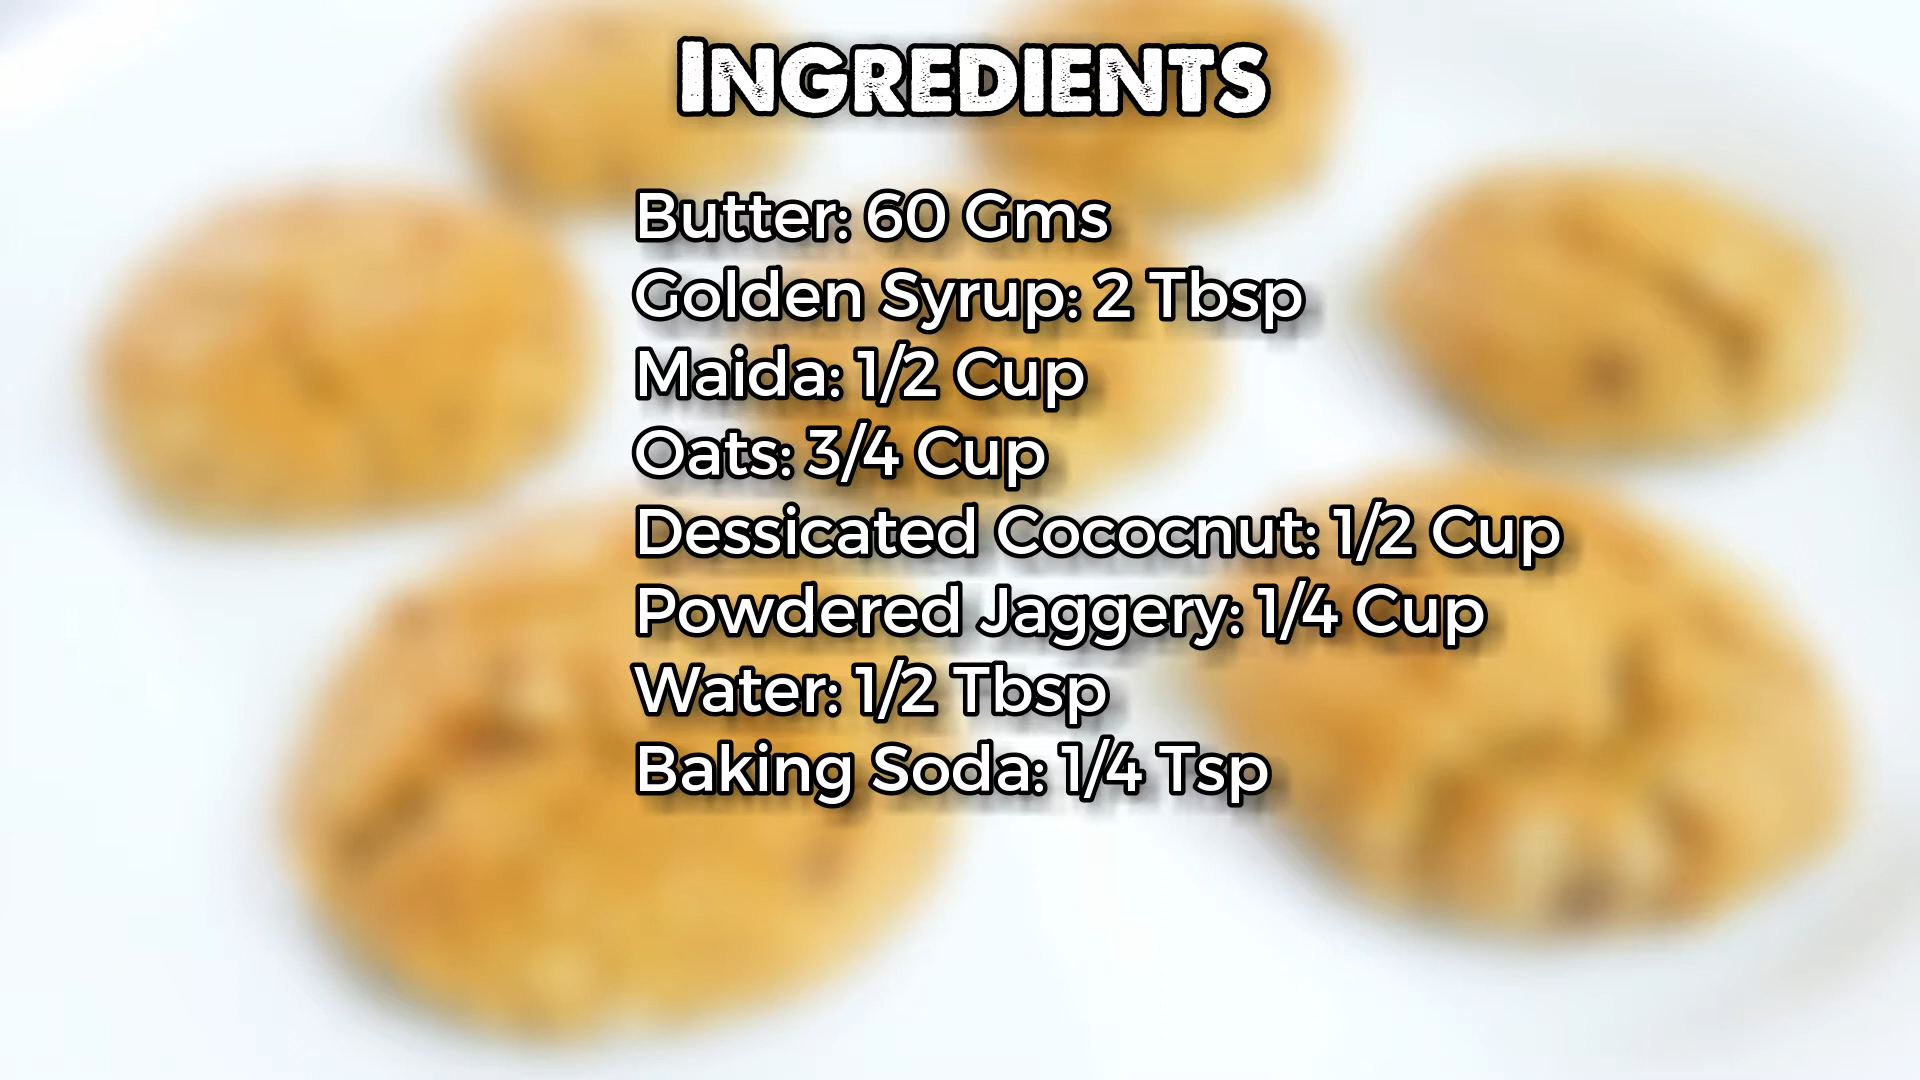 Ingredients
Butter: 60 Gms
Golden Syrup: 2 Tbsp
Maida: 1/2 Cup
Oats: 3/4 Cup
Dessicated Cococnut: 1/2 Cup
Powdered Jaggery: 1/4 Cup
Water: 1/2 Tbsp
Baking Soda: 1/4 Tsp